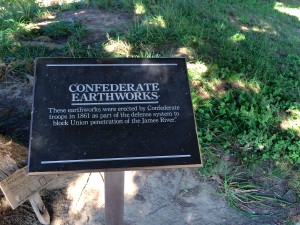 CONFEDERATE
EARTHWORKS
These earthworks were erected by Confederate
troops in 1861 as part of the defense system to
block Union penetration of the James River.